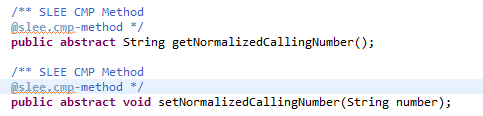 /** SLEE CMP Method
@slee.cmp-method */
public abstract String getNormalizedCallingNumber();
/** SLEE CMP Method
@slee.cmp-method */
public abstract void setNormalizedCallingNumber(String number);